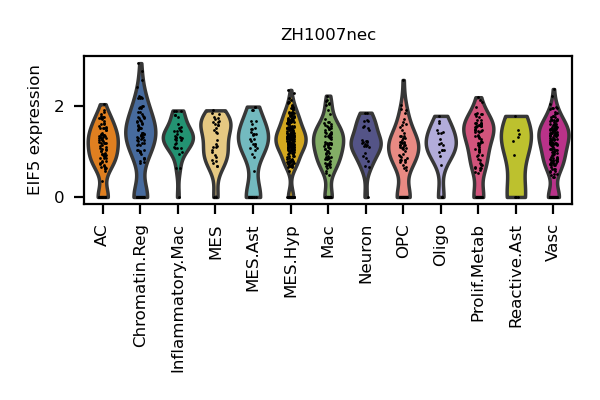 ZH1007nec
EIF5 expression
2
0
AC
Chromatin.Reg
Inflammatory.Mac
MES
MES.Ast
MES.Hyp
Mac
Neuron
OPC
Oligo
Prolif.Metab
Reactive.Ast
Vasc